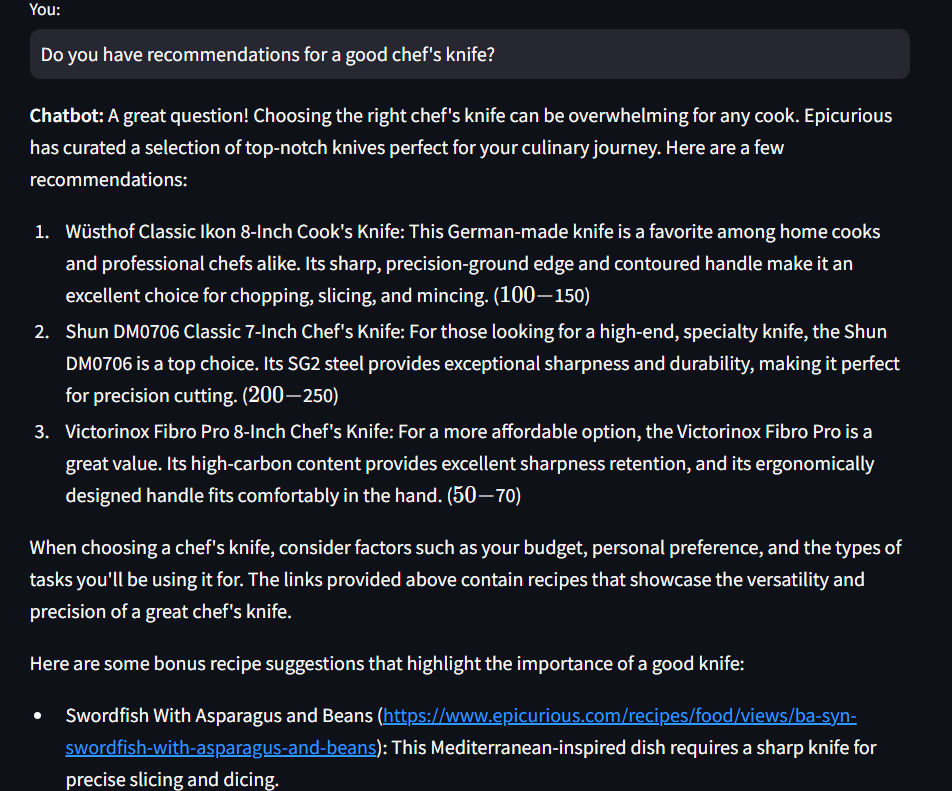 You:
Do you have recommendations for a good chef's knife?
Chatbot: A great question! Choosing the right chef's knife can be overwhelming for any cook. Epicurious
has curated a selection of top-notch knives perfect for your culinary journey. Here are a few
recommendations:
1. Wüsthof Classic Ikon 8-Inch Cook's Knife: This German-made knife is a favorite among home cooks
and professional chefs alike. Its sharp, precision-ground edge and contoured handle make it an
excellent choice for chopping, slicing, and mincing. (100−150)
2. Shun DM0706 Classic 7-Inch Chef's Knife: For those looking for a high-end, specialty knife, the Shun
DM0706 is a top choice. Its SG2 steel provides exceptional sharpness and durability, making it perfect
for precision cutting. (200−250)
3. Victorinox Fibro Pro 8-Inch Chef's Knife: For a more affordable option, the Victorinox Fibro Pro is a
great value. Its high-carbon content provides excellent sharpness retention, and its ergonomically
designed handle fits comfortably in the hand. (50−70)
When choosing a chef's knife, consider factors such as your budget, personal preference, and the types of
tasks you'll be using it for. The links provided above contain recipes that showcase the versatility and
precision of a great chef's knife.
Here are some bonus recipe suggestions that highlight the importance of a good knife:
• Swordfish With Asparagus and Beans (https://www.epicurious.com/recipes/food/views/ba-syn-
swordfish-with-asparagus-and-beans): This Mediterranean-inspired dish requires a sharp knife for
precise slicing and dicing.